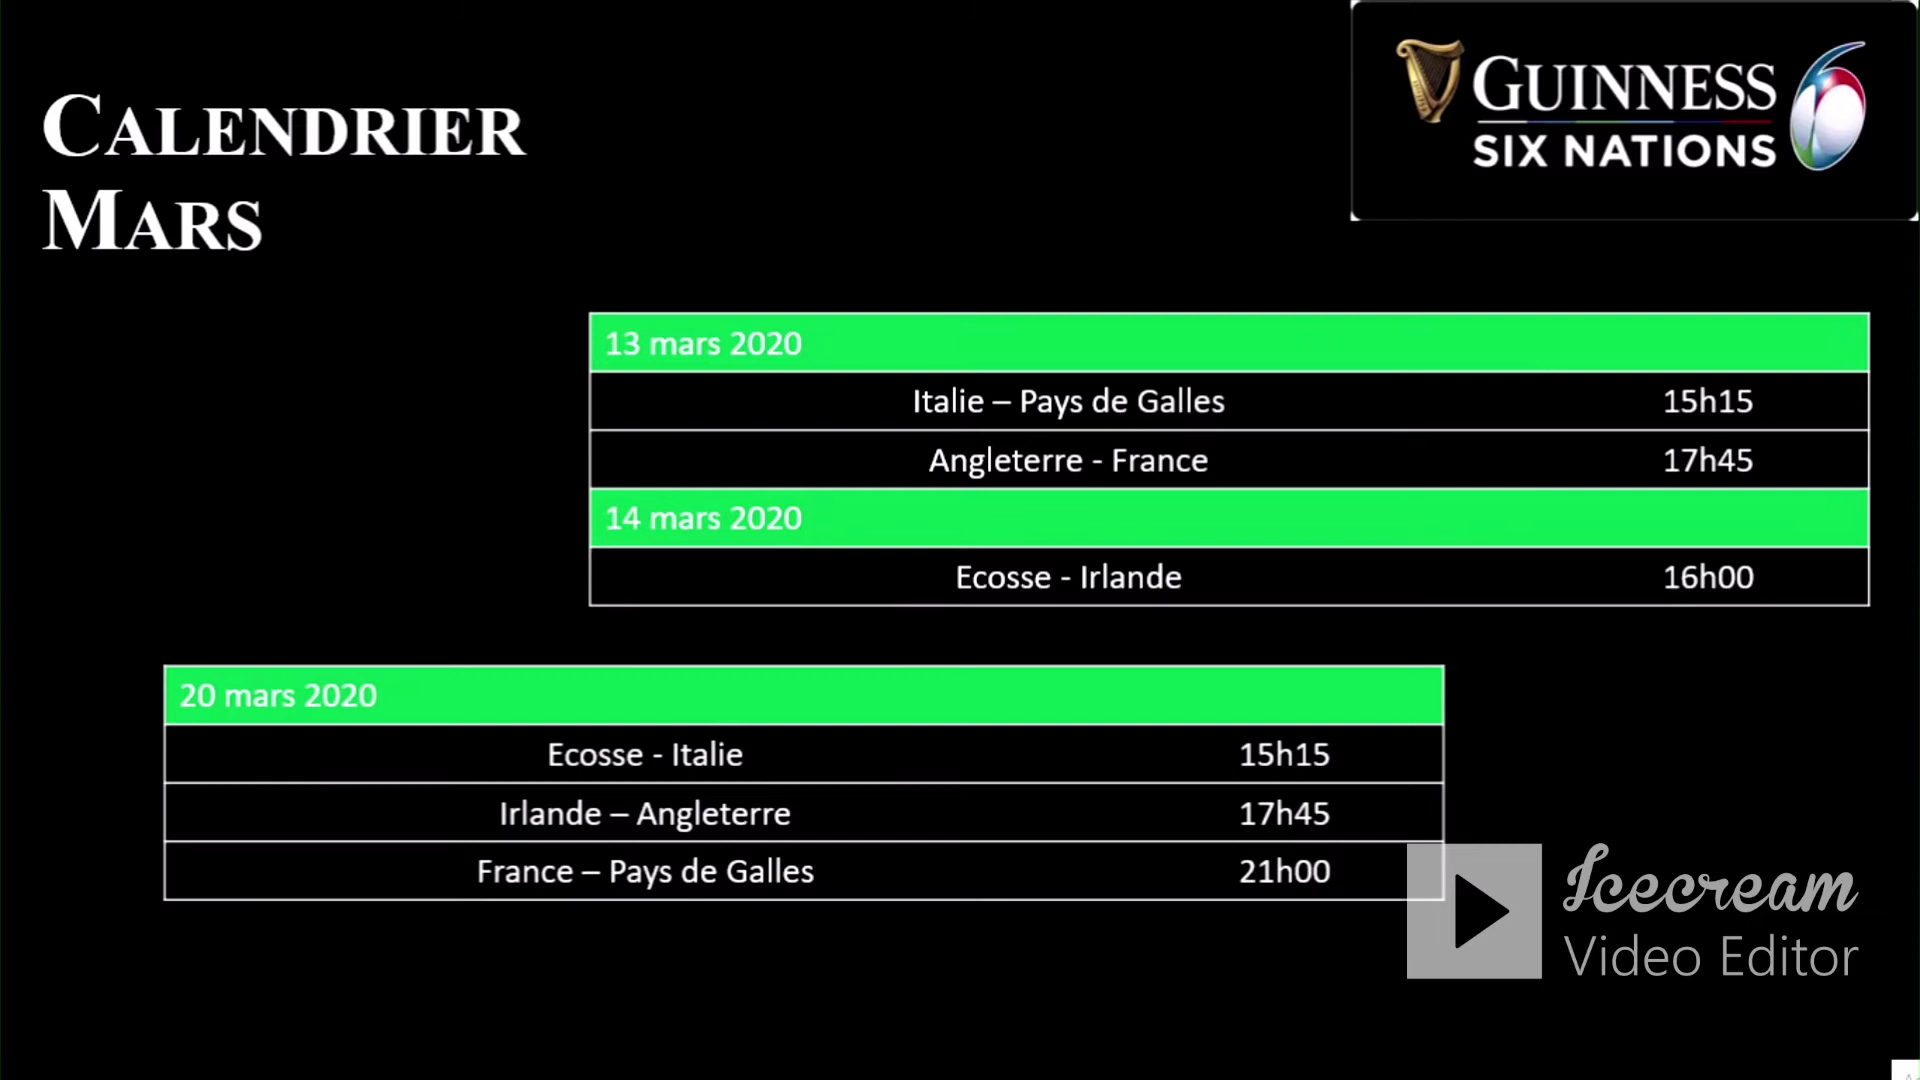 CALENDRIER
MARS
GUINNESS
SIX NATIONS
13 mars 2020
Italie – Pays de Galles 15h15
Angleterre - France 17h45
14 mars 2020
Ecosse - Irlande 16h00
20 mars 2020
Ecosse - Italie 15h15
Irlande – Angleterre 17h45
France – Pays de Galles 21h00
Icecream
Video Editor